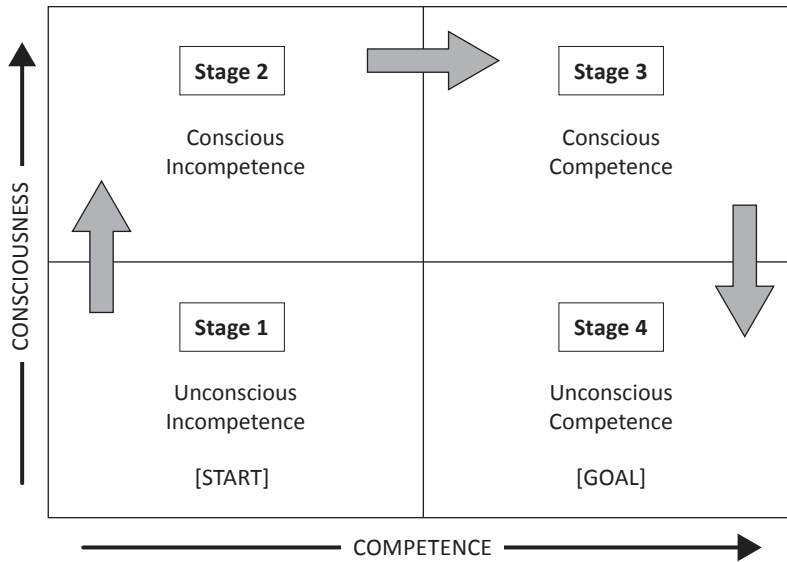 Stage 2
Conscious
Incompetence
Stage 3
Conscious
Competence
CONSCIOUSNESS
Stage 1
Unconscious
Incompetence
[START]
Stage 4
Unconscious
Competence
[GOAL]
COMPETENCE